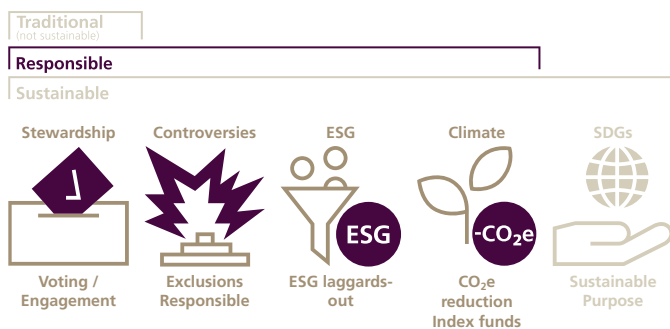 Traditional
(not sustainable)
Responsible
Sustainable
Stewardship Controversies ESG Climate SDGs
ESG -CO₂e
Voting / Exclusions ESG laggards- CO₂e Sustainable
Engagement Responsible out reduction Purpose
Index funds